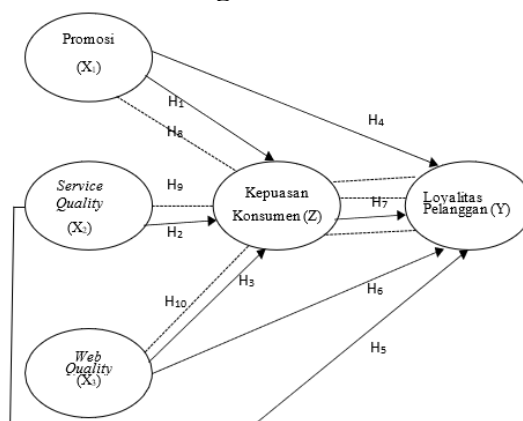 Promosi
(X₁)
H₁
H₄
H₈
Service
Quality
(X₂)
H₉
H₂
Kepuasan
Konsumen (Z)
H₇
Loyalitas
Pelanggan (Y)
H₃
H₁₀
H₆
H₅
Web
Quality
(X₃)